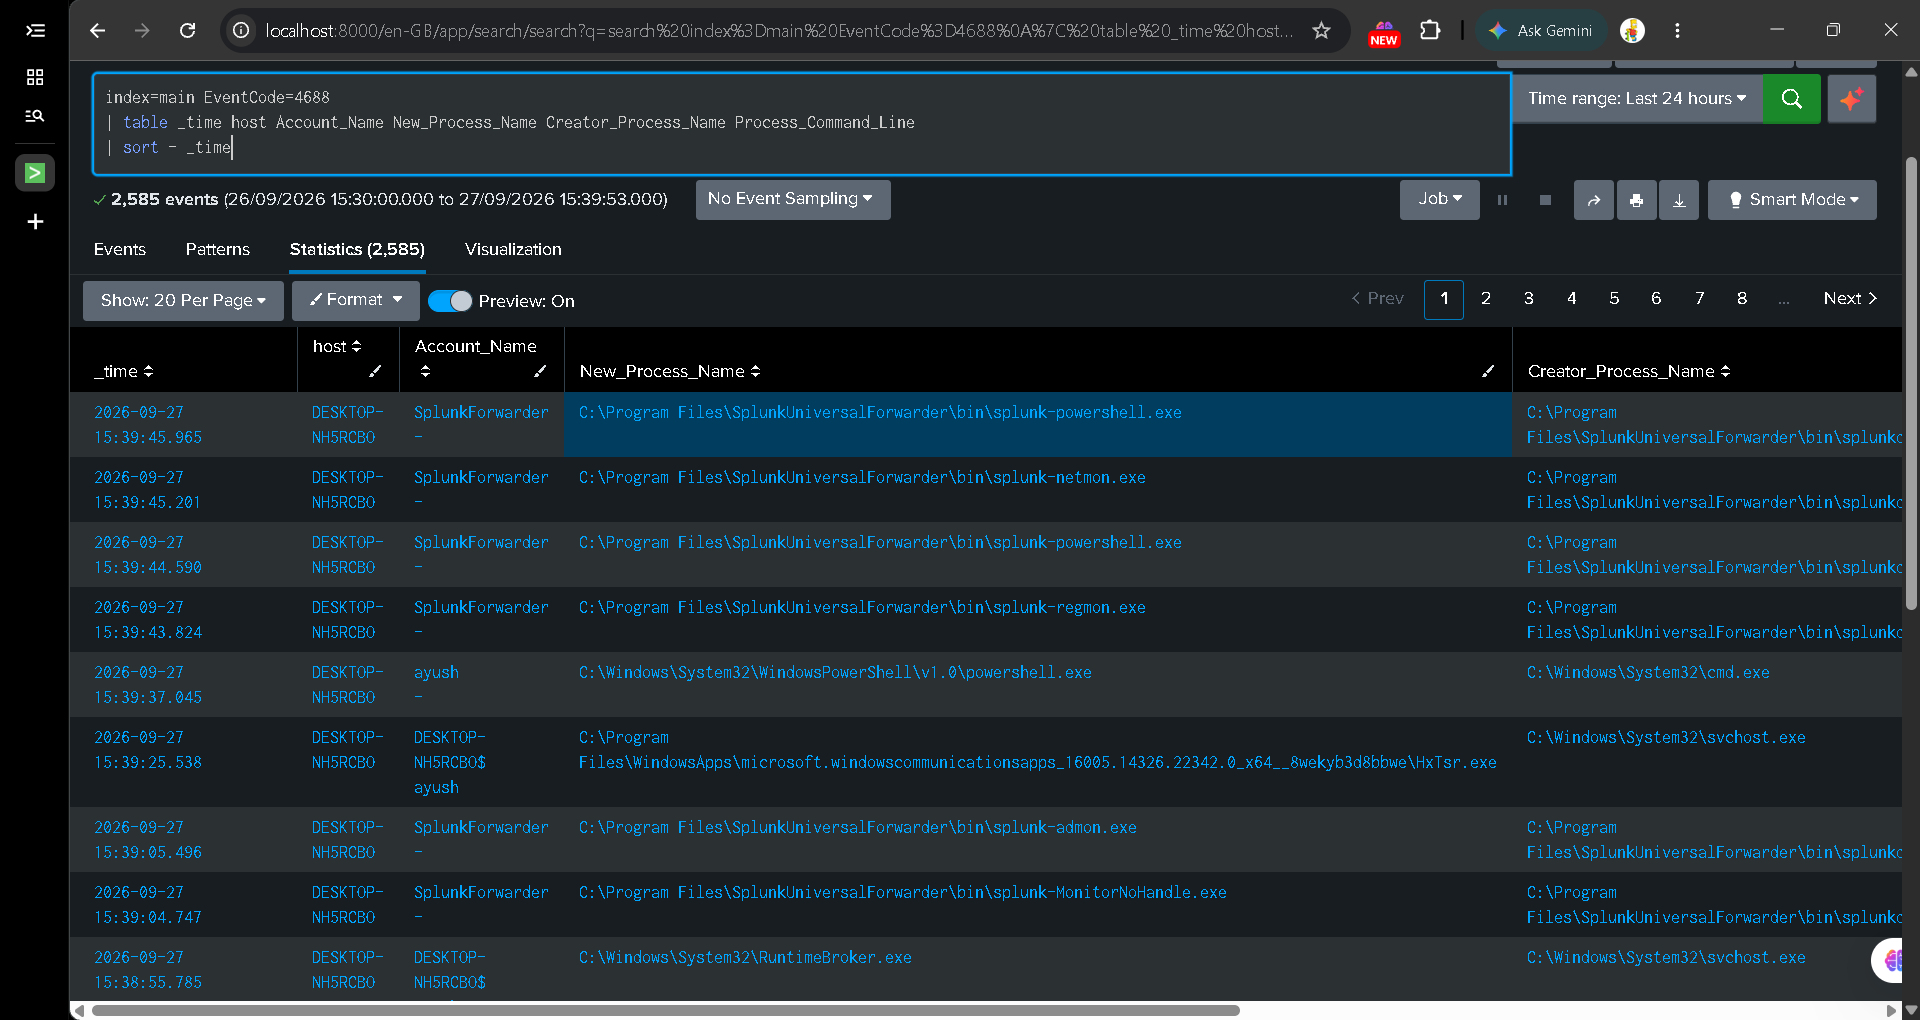 localhost:8000/en-GB/app/search/search?q=search%20index%3Dmain%20EventCode%3D4688%0A%7C%20table%20_time%20host...
NEW
Ask Gemini
index=main EventCode=4688
| table _time host Account_Name New_Process_Name Creator_Process_Name Process_Command_Line
| sort - _time
Time range: Last 24 hours
2,585 events (26/09/2026 15:30:00.000 to 27/09/2026 15:39:53.000)
No Event Sampling
Job
Smart Mode
Events
Patterns
Statistics (2,585)
Visualization
Show: 20 Per Page
Format
Preview: On
Prev
1
2
3
4
5
6
7
8
...
Next
_time
host
Account_Name
New_Process_Name
Creator_Process_Name
2026-09-27
15:39:45.965
DESKTOP-
NH5RCBO
SplunkForwarder
-
C:\Program Files\SplunkUniversalForwarder\bin\splunk-powershell.exe
C:\Program
Files\SplunkUniversalForwarder\bin\splunkd
2026-09-27
15:39:45.201
DESKTOP-
NH5RCBO
SplunkForwarder
-
C:\Program Files\SplunkUniversalForwarder\bin\splunk-netmon.exe
C:\Program
Files\SplunkUniversalForwarder\bin\splunkd
2026-09-27
15:39:44.590
DESKTOP-
NH5RCBO
SplunkForwarder
-
C:\Program Files\SplunkUniversalForwarder\bin\splunk-powershell.exe
C:\Program
Files\SplunkUniversalForwarder\bin\splunkd
2026-09-27
15:39:43.824
DESKTOP-
NH5RCBO
SplunkForwarder
-
C:\Program Files\SplunkUniversalForwarder\bin\splunk-regmon.exe
C:\Program
Files\SplunkUniversalForwarder\bin\splunkd
2026-09-27
15:39:37.045
DESKTOP-
NH5RCBO
ayush
-
C:\Windows\System32\WindowsPowerShell\v1.0\powershell.exe
C:\Windows\System32\cmd.exe
2026-09-27
15:39:25.538
DESKTOP-
NH5RCBO
DESKTOP-
NH5RCBO$
ayush
C:\Program
Files\WindowsApps\microsoft.windowscommunicationsapps_16005.14326.22342.0_x64__8wekyb3d8bbwe\HxTsr.exe
C:\Windows\System32\svchost.exe
2026-09-27
15:39:05.496
DESKTOP-
NH5RCBO
SplunkForwarder
-
C:\Program Files\SplunkUniversalForwarder\bin\splunk-admon.exe
C:\Program
Files\SplunkUniversalForwarder\bin\splunkd
2026-09-27
15:39:04.747
DESKTOP-
NH5RCBO
SplunkForwarder
-
C:\Program Files\SplunkUniversalForwarder\bin\splunk-MonitorNoHandle.exe
C:\Program
Files\SplunkUniversalForwarder\bin\splunkd
2026-09-27
15:38:55.785
DESKTOP-
NH5RCBO
DESKTOP-
NH5RCBO$
C:\Windows\System32\RuntimeBroker.exe
C:\Windows\System32\svchost.exe